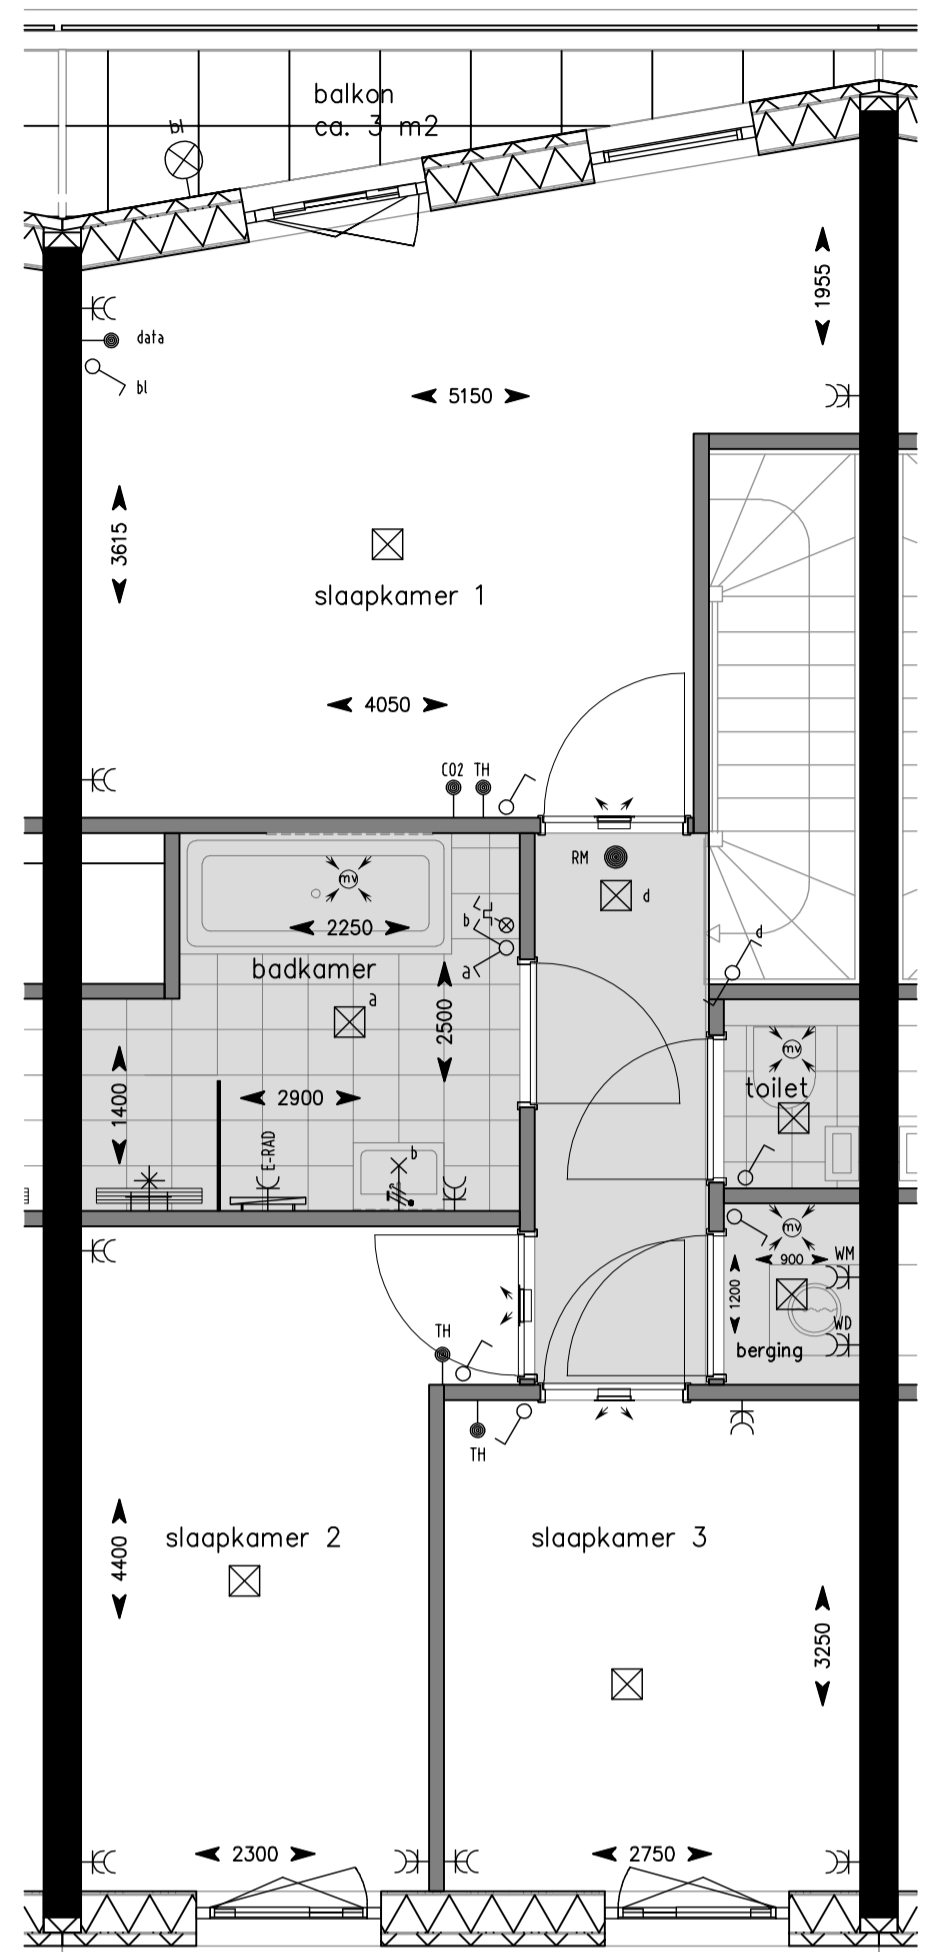 balkon
ca. 3 m2
bl
1955
data
bl
5150
3615
slaapkamer 1
4050
CO2 TH
RM
d
mv
2250
b
a
d
badkamer
a
2500
mv
toilet
1400
2900
E-RAD
b
mv
900
WM
1200
WD
berging
TH
TH
slaapkamer 2
slaapkamer 3
4400
3250
2300
2750